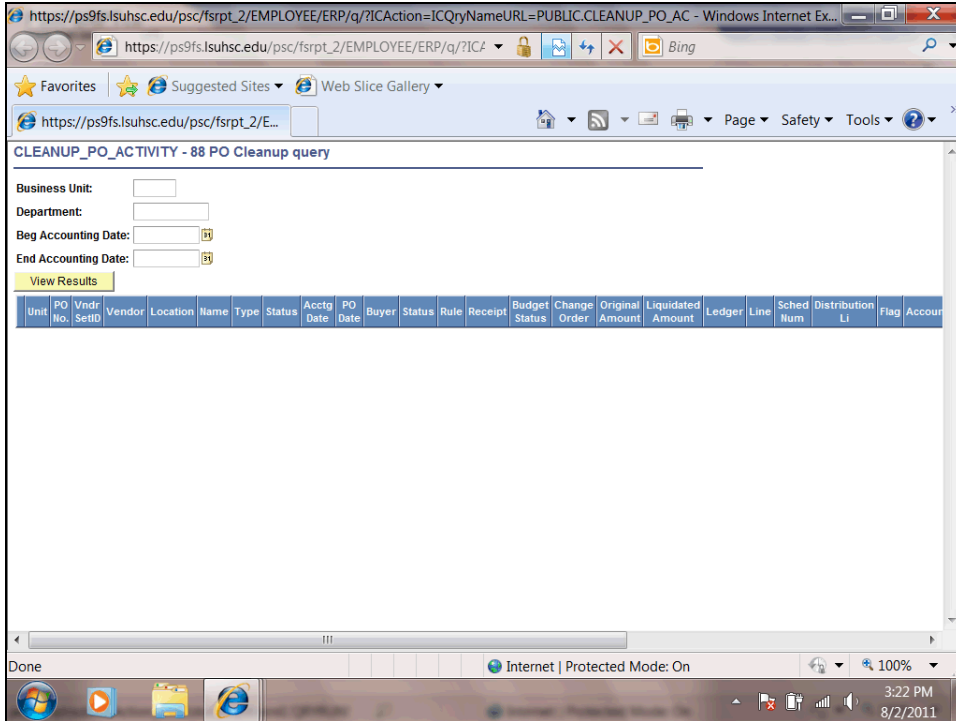 https://ps9fs.lsuhsc.edu/psc/fsrpt_2/EMPLOYEE/ERP/q/?ICAction=ICQryNameURL=PUBLIC.CLEANUP_PO_AC - Windows Internet Ex...
https://ps9fs.lsuhsc.edu/psc/fsrpt_2/EMPLOYEE/ERP/q/?ICA Bing
Favorites Suggested Sites Web Slice Gallery
https://ps9fs.lsuhsc.edu/psc/fsrpt_2/E... Page Safety Tools
CLEANUP_PO_ACTIVITY - 88 PO Cleanup query
Business Unit:
Department:
Beg Accounting Date: 31
End Accounting Date: 31
View Results
Unit PO No. Vndr SetID Vendor Location Name Type Status Acctg Date PO Date Buyer Status Rule Receipt Budget Status Change Order Original Amount Liquidated Amount Ledger Line Sched Num Distribution Li Flag Accour
Done Internet | Protected Mode: On 100%
3:22 PM
8/2/2011